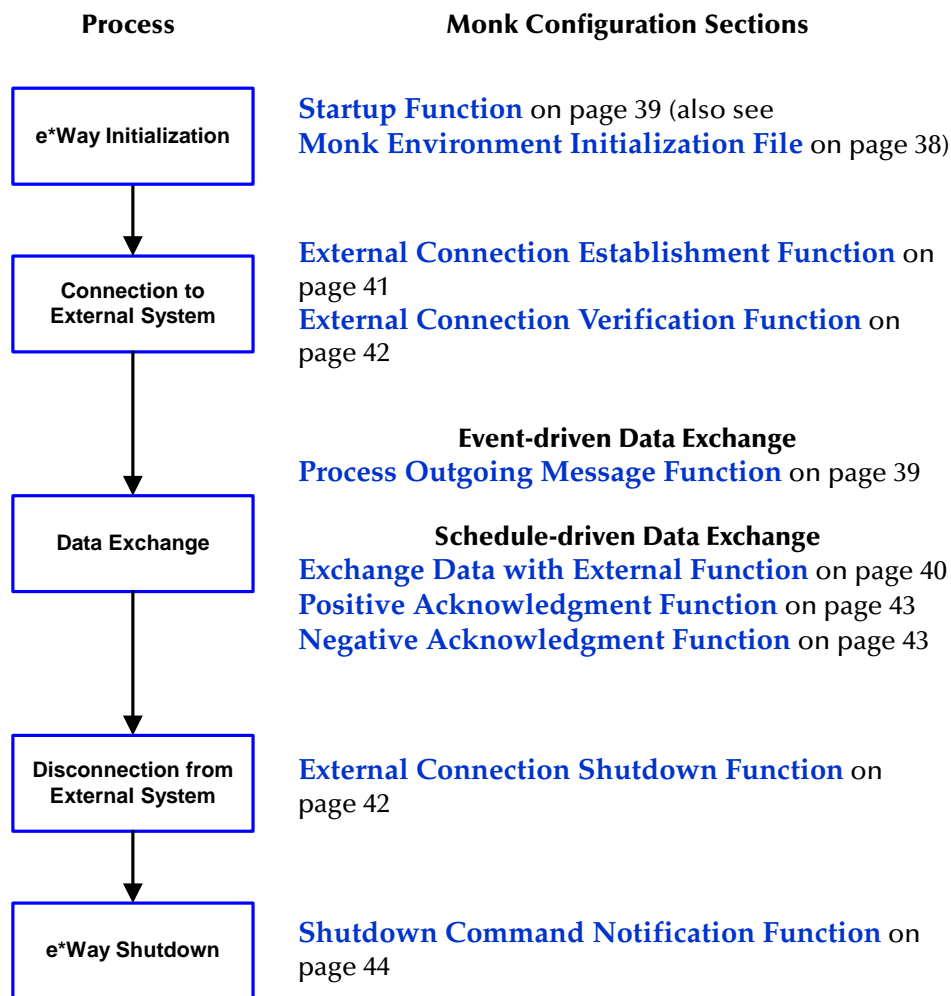 Process
Monk Configuration Sections
e*Way Initialization
Startup Function on page 39 (also see
Monk Environment Initialization File on page 38)
Connection to
External System
External Connection Establishment Function on
page 41
External Connection Verification Function on
page 42
Data Exchange
Event-driven Data Exchange
Process Outgoing Message Function on page 39
Schedule-driven Data Exchange
Exchange Data with External Function on page 40
Positive Acknowledgment Function on page 43
Negative Acknowledgment Function on page 43
Disconnection from
External System
External Connection Shutdown Function on
page 42
e*Way Shutdown
Shutdown Command Notification Function on
page 44